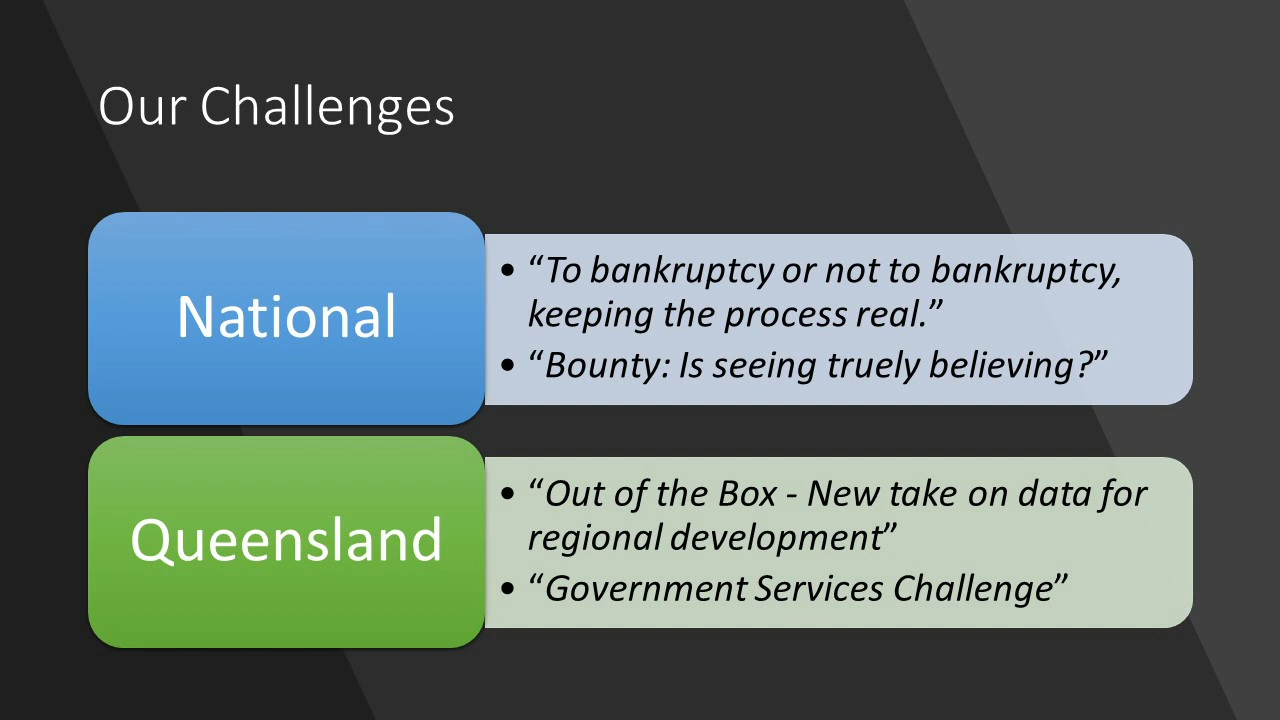 Our Challenges
National
• “To bankruptcy or not to bankruptcy,
keeping the process real.”
• “Bounty: Is seeing truely believing?”
Queensland
• “Out of the Box - New take on data for
regional development”
• “Government Services Challenge”